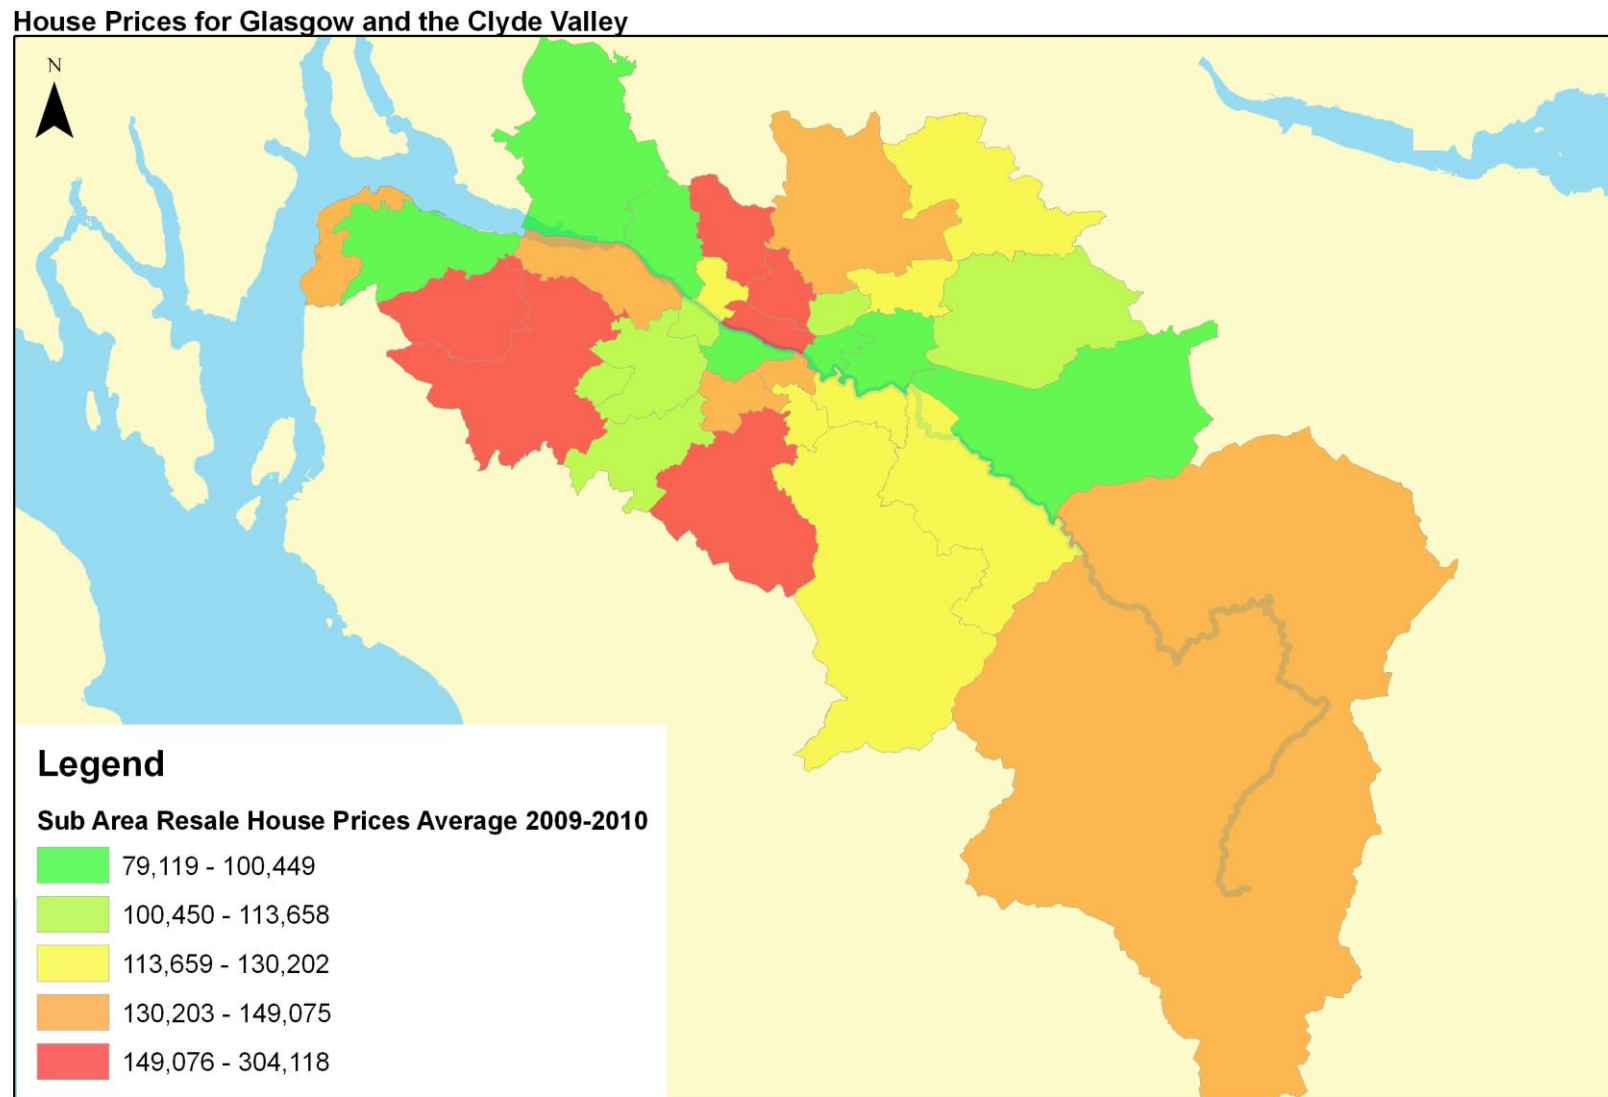 House Prices for Glasgow and the Clyde Valley
N
Legend
Sub Area Resale House Prices Average 2009-2010
79,119 - 100,449
100,450 - 113,658
113,659 - 130,202
130,203 - 149,075
149,076 - 304,118